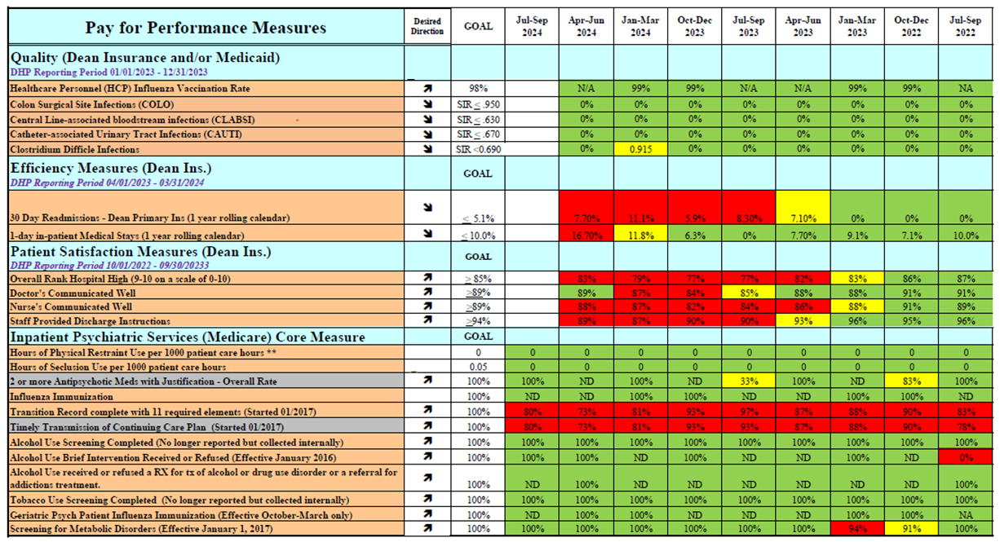 Pay for Performance Measures Desired Direction GOAL Jul-Sep 2024 Apr-Jun 2024 Jan-Mar 2024 Oct-Dec 2023 Jul-Sep 2023 Apr-Jun 2023 Jan-Mar 2023 Oct-Dec 2022 Jul-Sep 2022
Quality (Dean Insurance and/or Medicaid)
DHP Reporting Period 01/01/2023 - 12/31/2023
Healthcare Personnel (HCP) Influenza Vaccination Rate 98% N/A 99% 99% N/A N/A 99% 99% NA
Colon Surgical Site Infections (COLO) SIR ≤ .950 0% 0% 0% 0% 0% 0% 0% 0%
Central Line-associated bloodstream infections (CLABSI) SIR ≤ .630 0% 0% 0% 0% 0% 0% 0% 0%
Catheter-associated Urinary Tract Infections (CAUTI) SIR ≤ .670 0% 0% 0% 0% 0% 0% 0% 0%
Clostridium Difficle Infections SIR <0.690 0% 0.915 0% 0% 0% 0% 0% 0%
Efficiency Measures (Dean Ins.) GOAL
DHP Reporting Period 04/01/2023 - 03/31/2024
30 Day Readmissions - Dean Primary Ins (1 year rolling calendar) ≤ 5.1% 7.70% 11.1% 5.9% 8.30% 7.10% 0% 0% 0%
1-day in-patient Medical Stays (1 year rolling calendar) ≤ 10.0% 16.70% 11.8% 6.3% 0% 7.70% 9.1% 7.1% 10.0%
Patient Satisfaction Measures (Dean Ins.) GOAL
DHP Reporting Period 10/01/2022 - 09/30/20233
Overall Rank Hospital High (9-10 on a scale of 0-10) ≥ 85% 83% 79% 77% 77% 82% 83% 86% 87%
Doctor's Communicated Well ≥89% 89% 87% 84% 85% 88% 88% 91% 91%
Nurse's Communicated Well ≥89% 88% 87% 82% 84% 86% 88% 91% 89%
Staff Provided Discharge Instructions ≥94% 89% 87% 90% 90% 93% 96% 95% 96%
Inpatient Psychiatric Services (Medicare) Core Measure GOAL
Hours of Physical Restraint Use per 1000 patient care hours ** 0 0 0 0 0 0 0 0 0 0
Hours of Seclusion Use per 1000 patient care hours 0.05 0 0 0 0 0 0 0 0 0
2 or more Antipsychotic Meds with Justification - Overall Rate 100% 100% ND 100% ND 33% 100% ND 83% 100%
Influenza Immunization 100% ND ND 100% 100% ND ND 100% 100% ND
Transition Record complete with 11 required elements (Started 01/2017) 100% 80% 73% 81% 93% 97% 87% 88% 90% 83%
Timely Transmission of Continuing Care Plan (Started 01/2017) 100% 80% 73% 81% 93% 93% 87% 88% 90% 78%
Alcohol Use Screening Completed (No longer reported but collected internally) 100% 100% 100% 100% 100% 100% 100% 100% 100% 100%
Alcohol Use Brief Intervention Received or Refused (Effective January 2016) 100% 100% 100% ND 100% ND ND 100% ND 0%
Alcohol Use received or refused a RX for tx of alcohol or drug use disorder or a referral for
addictions treatment. 100% ND 100% ND ND ND ND ND ND 100%
Tobacco Use Screening Completed (No longer reported but collected internally) 100% 100% 100% 100% 100% 100% 100% 100% 100% 100%
Geriatric Psych Patient Influenza Immunization (Effective October-March only) 100% ND 100% 100% ND ND ND 100% 100% NA
Screening for Metabolic Disorders (Effective January 1, 2017) 100% 100% 100% 100% 100% 100% 100% 94% 91% 100%